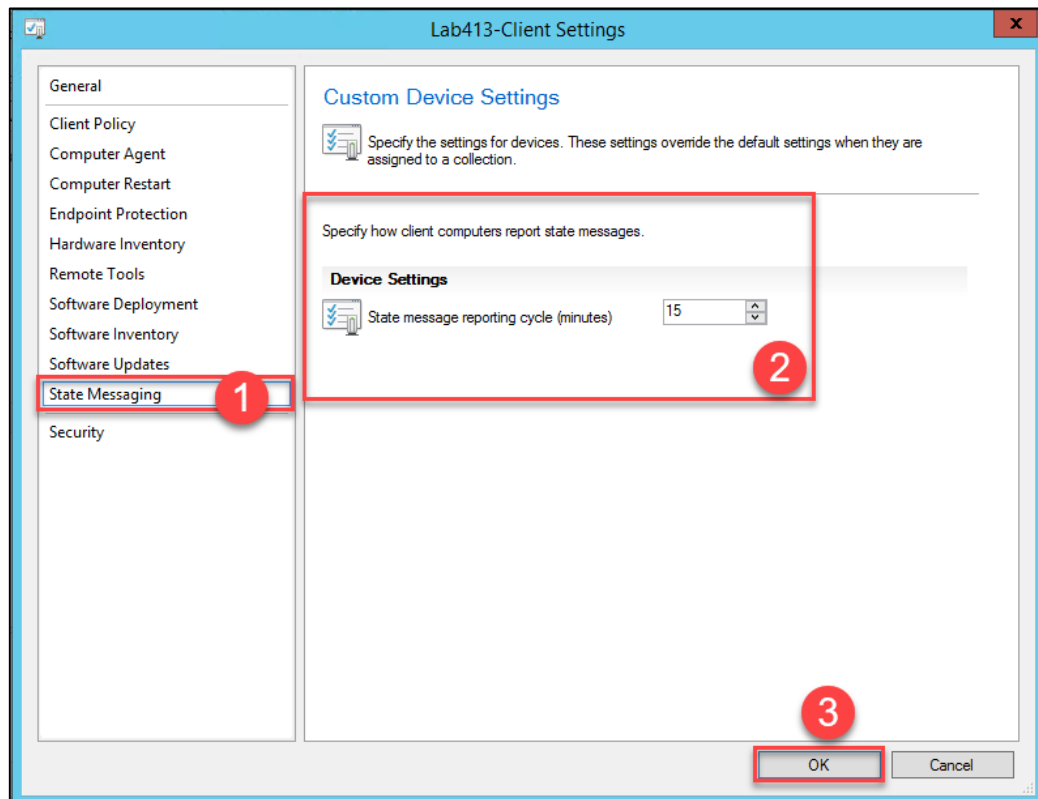 Lab413-Client Settings
x
General
Client Policy
Computer Agent
Computer Restart
Endpoint Protection
Hardware Inventory
Remote Tools
Software Deployment
Software Inventory
Software Updates
State Messaging
1
Security
Custom Device Settings
Specify the settings for devices. These settings override the default settings when they are
assigned to a collection.
Specify how client computers report state messages.
Device Settings
State message reporting cycle (minutes) 15
2
3
OK Cancel